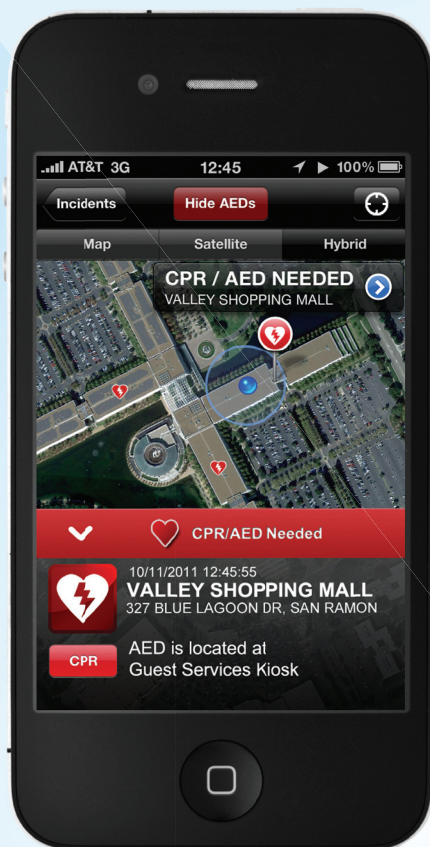 AT&T 3G 12:45 100%
Incidents Hide AEDs
Map Satellite Hybrid
CPR / AED NEEDED
VALLEY SHOPPING MALL
CPR/AED Needed
10/11/2011 12:45:55
VALLEY SHOPPING MALL
327 BLUE LAGOON DR, SAN RAMON
CPR
AED is located at
Guest Services Kiosk